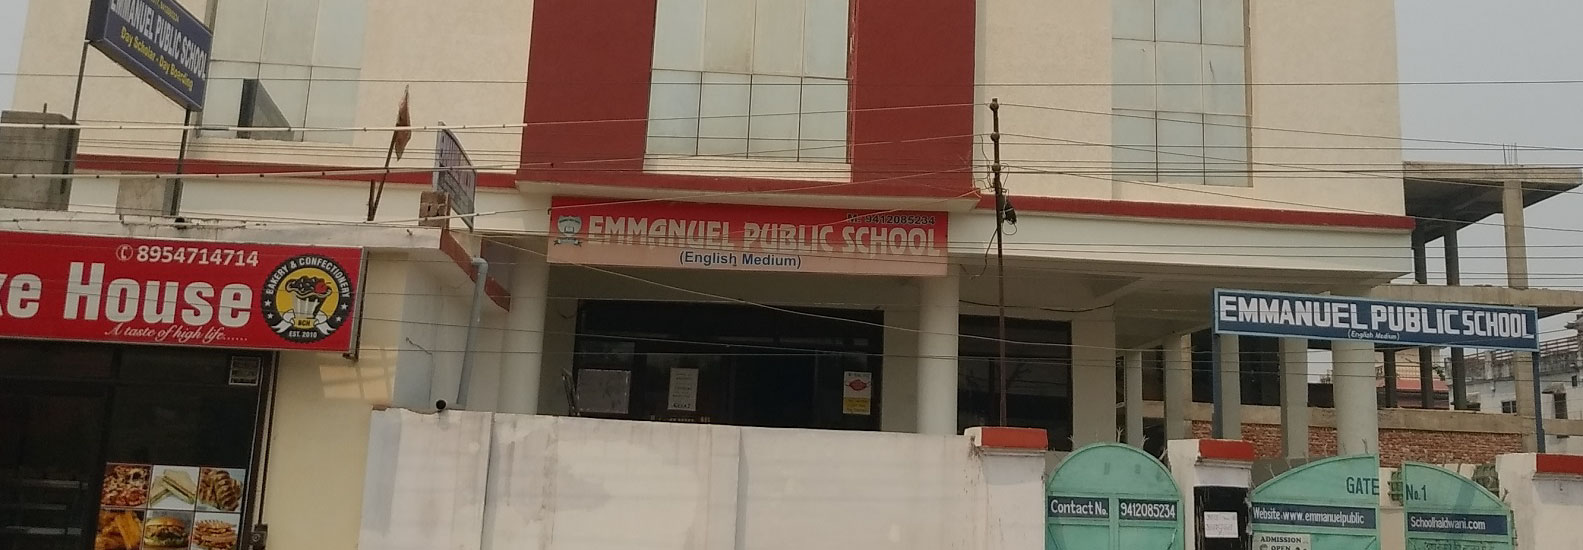 EMMANUEL PUBLIC SCHOOL
Day Scholar - Day Boarding
M: 9412085234
EMMANUEL PUBLIC SCHOOL
(English Medium)
8954714714
ke House
A taste of high life......
BAKERY & CONFECTIONERY
BCH
EST. 2010
EMMANUEL PUBLIC SCHOOL
(English Medium)
Contact No. 9412085234
GATE No. 1
Website-www.emmanuelpublic
Schoolhaldwani.com
ADMISSION
OPEN